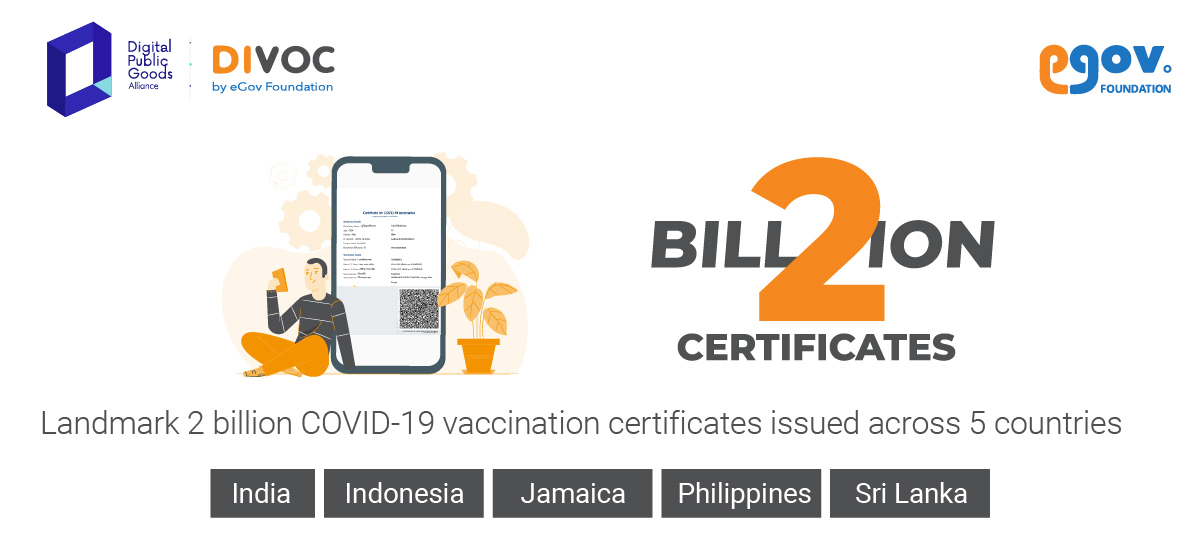 Digital
Public
Goods
Alliance
DIVOC
by eGov Foundation
egov.
FOUNDATION
Certificate for COVID-19 Vaccination
BILL2ION
CERTIFICATES
Landmark 2 billion COVID-19 vaccination certificates issued across 5 countries
India
Indonesia
Jamaica
Philippines
Sri Lanka